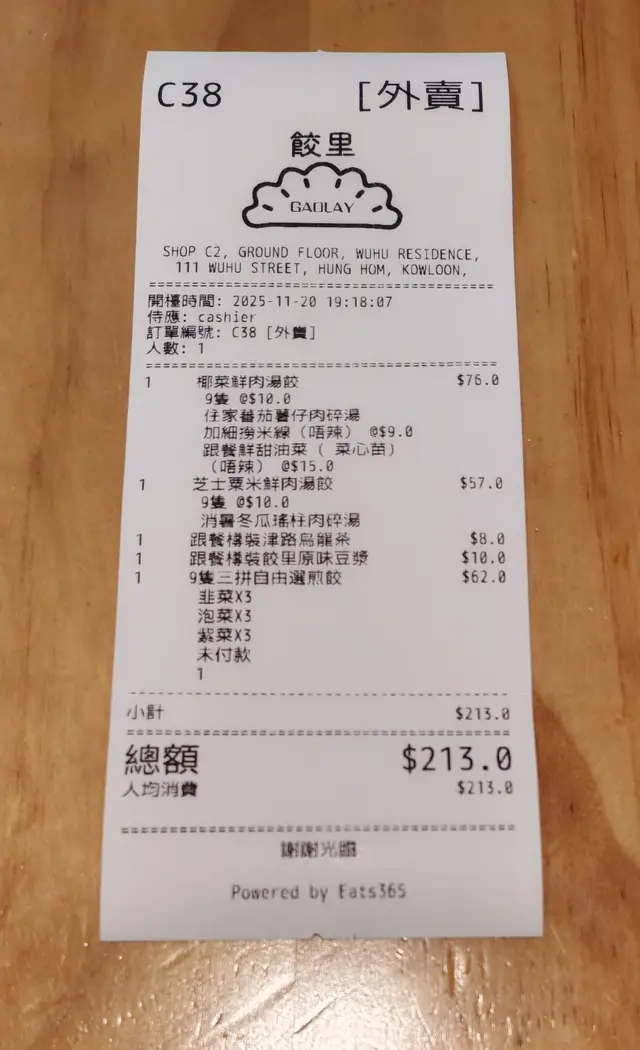 C38 [外賣]
餃里
GAOLAY
SHOP C2, GROUND FLOOR, WUHU RESIDENCE,
111 WUHU STREET, HUNG HOM, KOWLOON,
開檯時間: 2025-11-20 19:18:07
侍應: cashier
訂單編號: C38 [外賣]
人數: 1
1 椰菜鮮肉湯餃 $76.0
9隻 @$10.0
住家蕃茄薯仔肉碎湯
加細撈米線（唔辣） @$9.0
跟餐鮮甜油菜（ 菜心苗）
（唔辣） @$15.0
1 芝士粟米鮮肉湯餃 $57.0
9隻 @$10.0
消暑冬瓜瑤柱肉碎湯
1 跟餐樽裝津路烏龍茶 $8.0
1 跟餐樽裝餃里原味豆漿 $10.0
1 9隻三拼自由選煎餃 $62.0
韭菜X3
泡菜X3
紫菜X3
未付款
1
小計 $213.0
總額 $213.0
人均消費 $213.0
謝謝光臨
Powered by Eats365